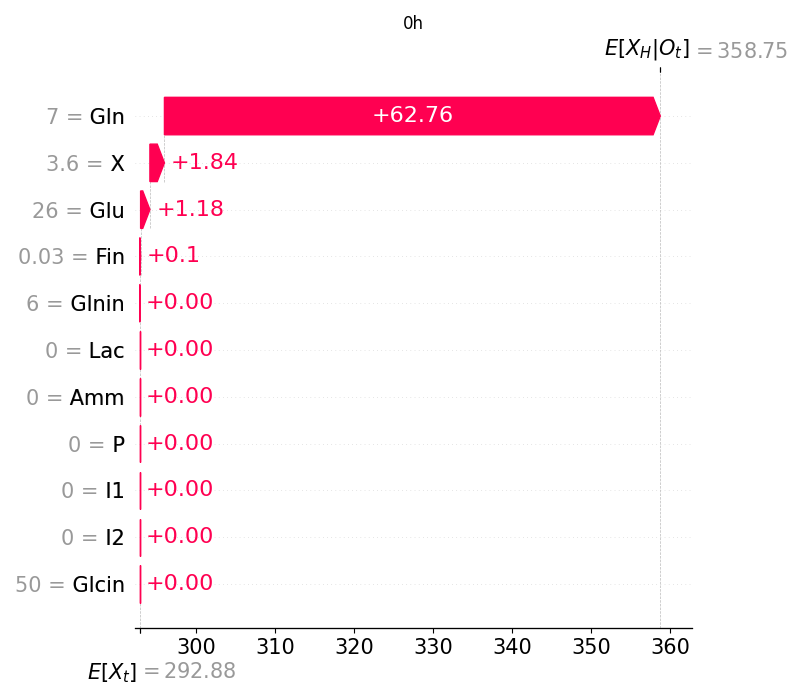 0h
E[X_H|O_t] = 358.75
7 = Gln
+62.76
3.6 = X
+1.84
26 = Glu
+1.18
0.03 = Fin
+0.1
6 = Glnin
+0.00
0 = Lac
+0.00
0 = Amm
+0.00
0 = P
+0.00
0 = I1
+0.00
0 = I2
+0.00
50 = Glcin
+0.00
300 310 320 330 340 350 360
E[X_t] = 292.88